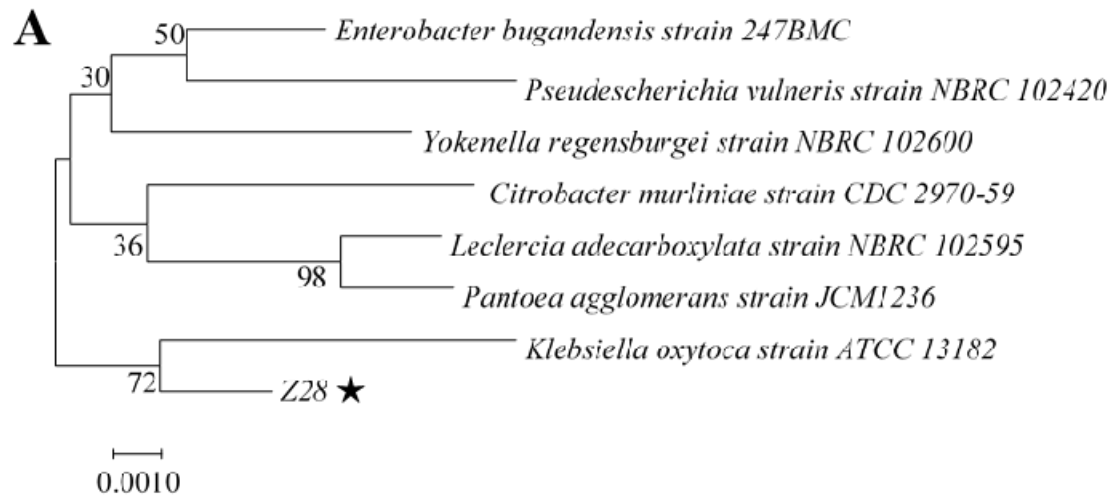 A
50
Enterobacter bugandensis strain 247BMC
30
Pseudescherichia vulneris strain NBRC 102420
Yokenella regensburgei strain NBRC 102600
Citrobacter murliniae strain CDC 2970-59
36
Leclercia adecarboxylata strain NBRC 102595
98
Pantoea agglomerans strain JCM1236
Klebsiella oxytoca strain ATCC 13182
72
Z28 ★
0.0010